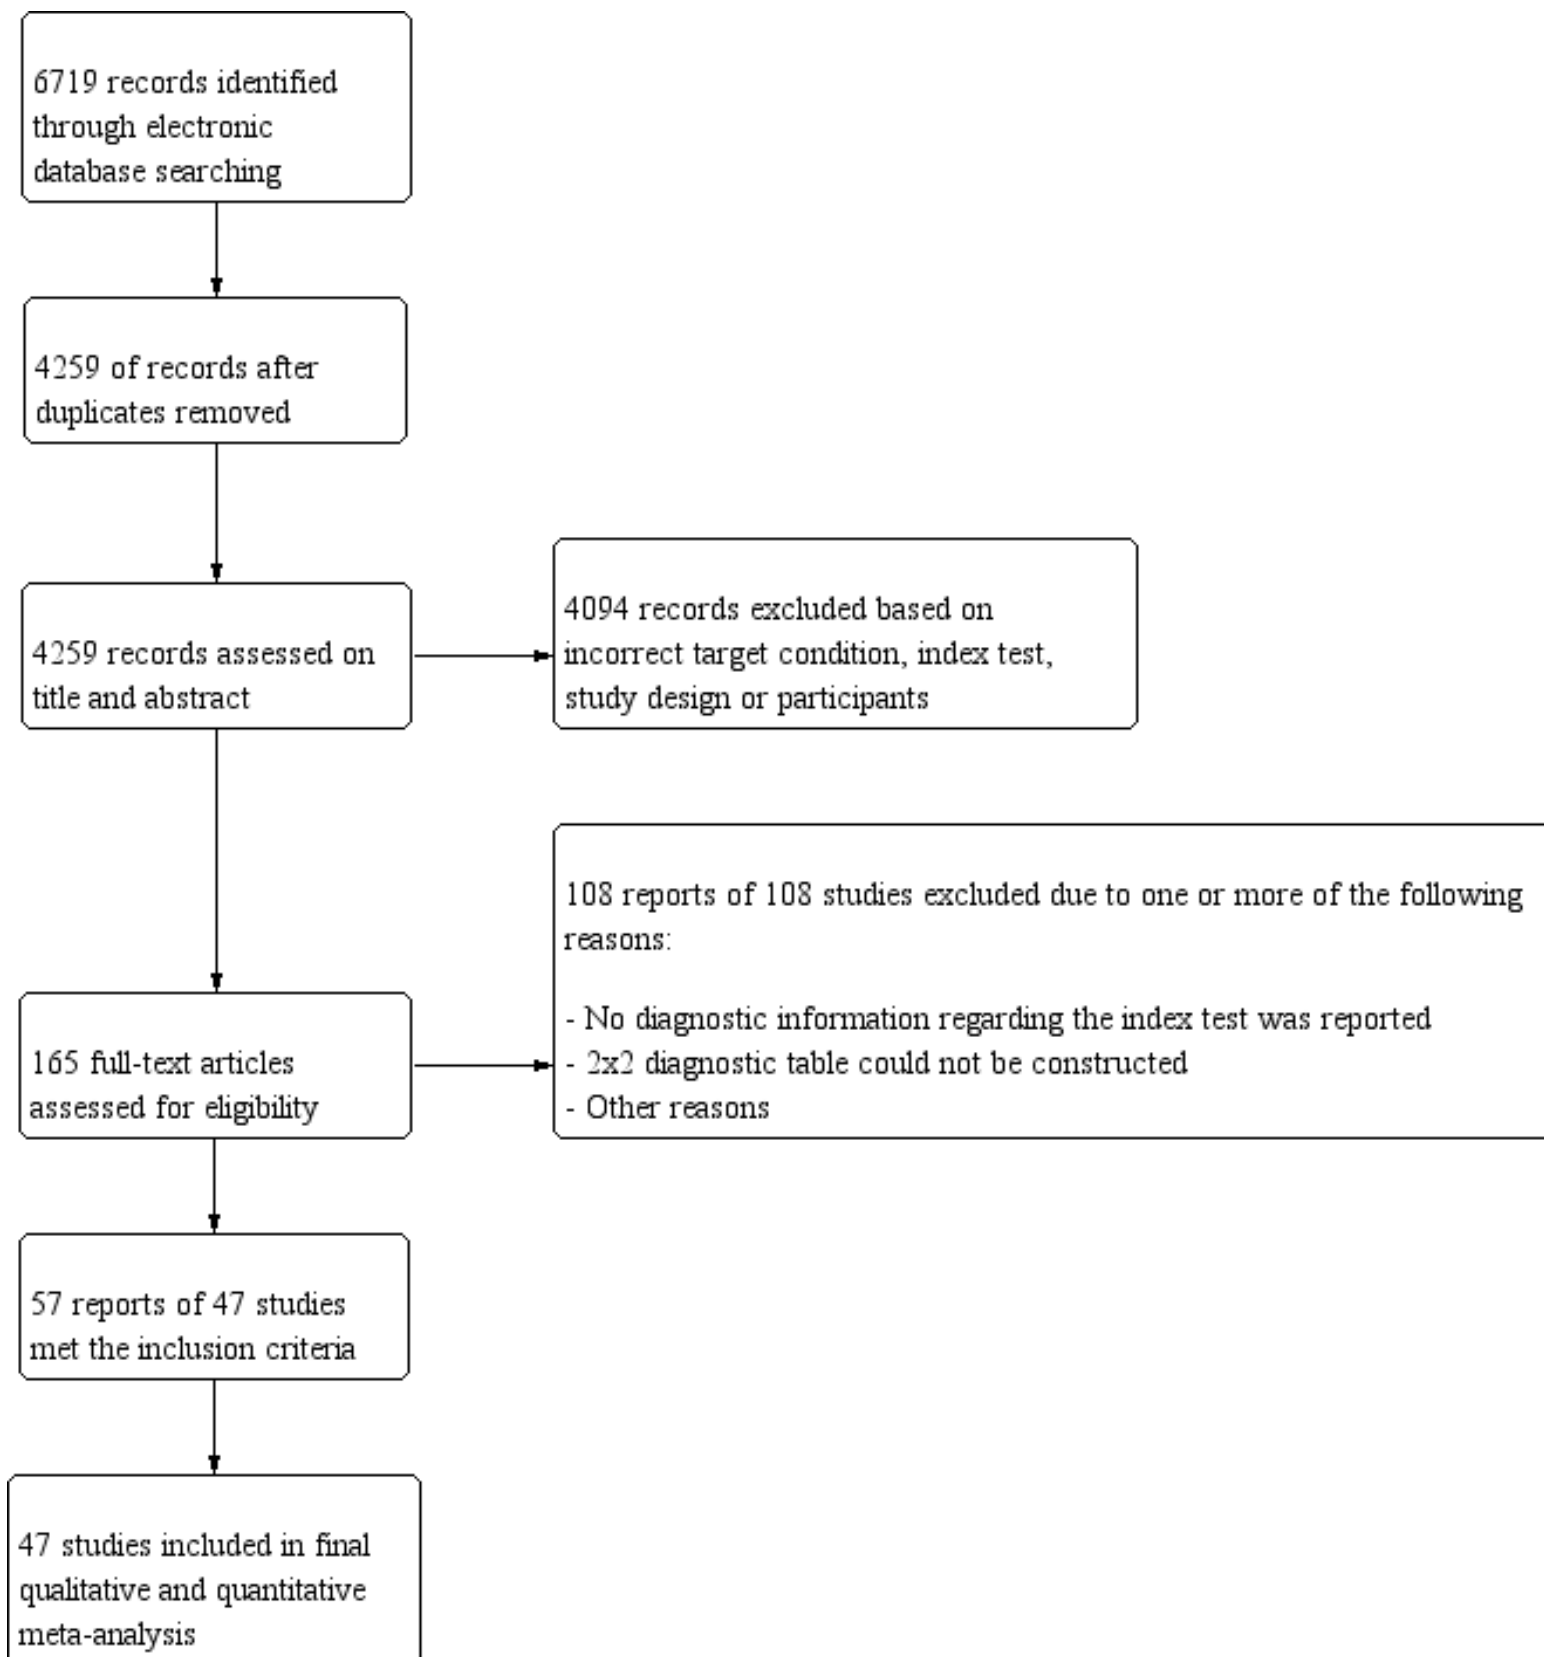 6719 records identified
through electronic
database searching
4259 of records after
duplicates removed
4259 records assessed on
title and abstract
4094 records excluded based on
incorrect target condition, index test,
study design or participants
165 full-text articles
assessed for eligibility
108 reports of 108 studies excluded due to one or more of the following
reasons:
- No diagnostic information regarding the index test was reported
- 2x2 diagnostic table could not be constructed
- Other reasons
57 reports of 47 studies
met the inclusion criteria
47 studies included in final
qualitative and quantitative
meta-analysis